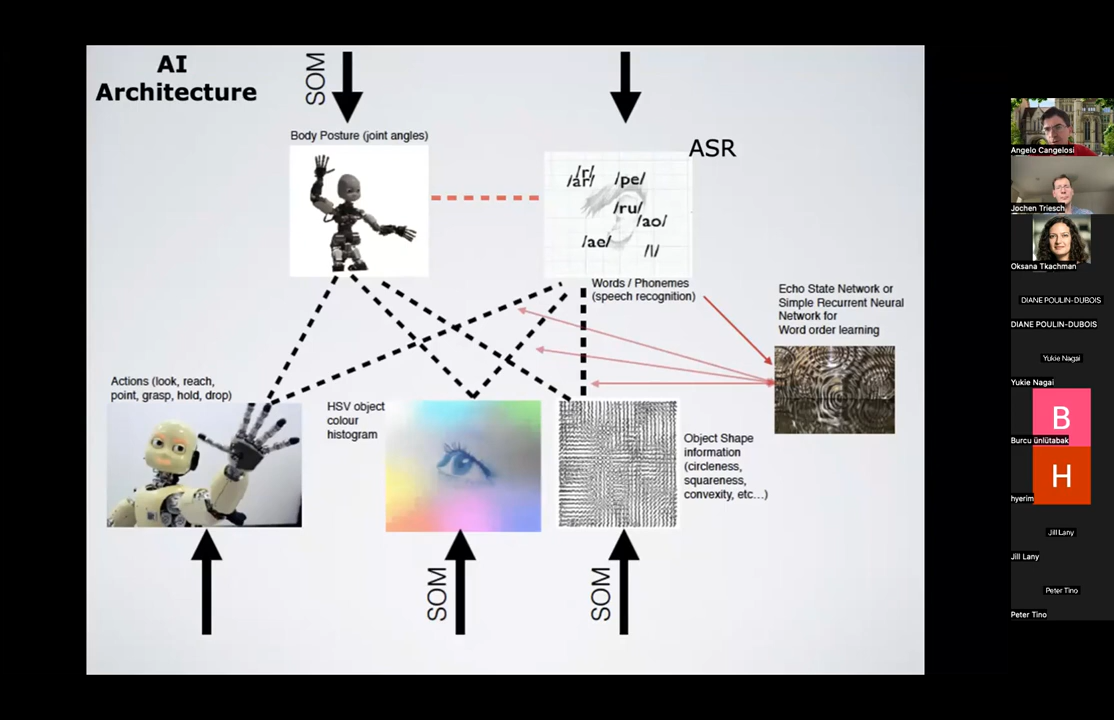 AI
Architecture
SOM
Body Posture (joint angles)
ASR
/r/
/ar/
/pe/
/ru/
/ao/
/ae/
/l/
Words / Phonemes
(speech recognition)
Echo State Network or
Simple Recurrent Neural
Network for
Word order learning
Actions (look, reach,
point, grasp, hold, drop)
HSV object
colour
histogram
Object Shape
information
(circleness,
squareness,
convexity, etc...)
SOM
SOM
Angelo Cangelosi
Jochen Triesch
Oksana Tkachman
DIANE POULIN-DUBOIS
DIANE POULIN-DUBOIS
Yukie Nagai
Yukie Nagai
B
Burcu ünlütabak
H
hyerim
Jill Lany
Jill Lany
Peter Tino
Peter Tino